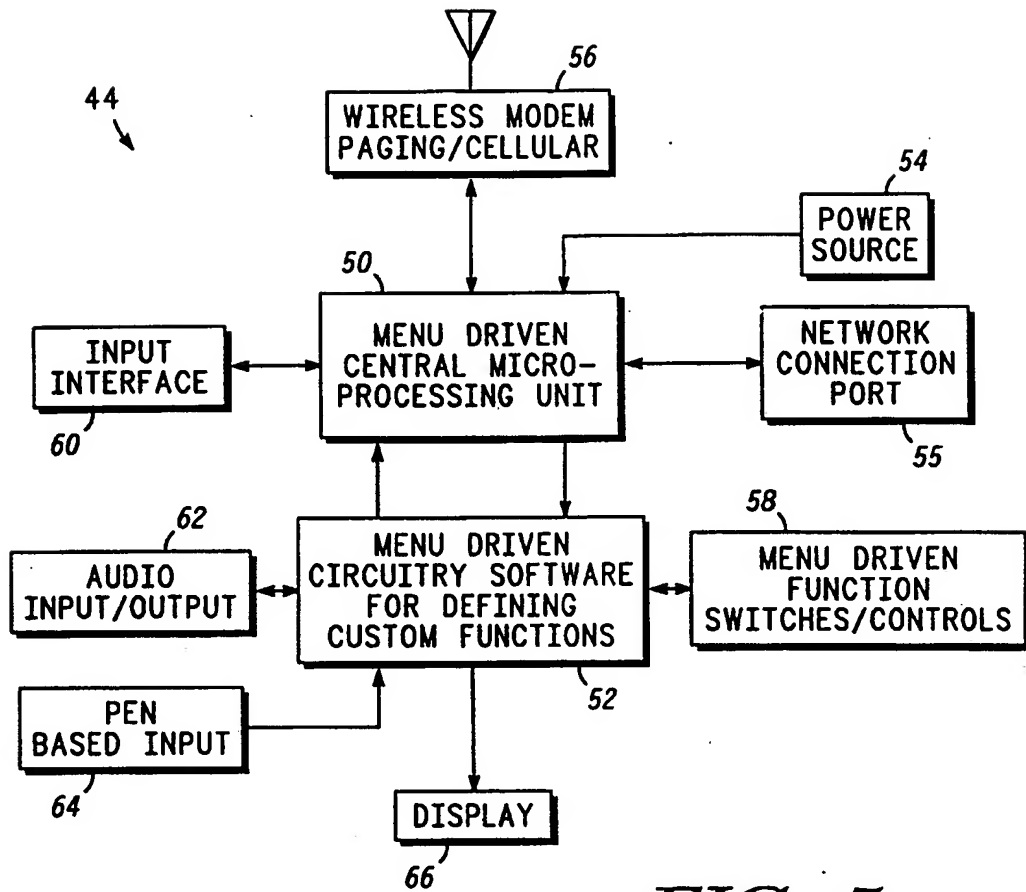 44
56
WIRELESS MODEM
PAGING/CELLULAR
54
POWER
SOURCE
50
MENU DRIVEN
CENTRAL MICRO-
PROCESSING UNIT
INPUT
INTERFACE
60
NETWORK
CONNECTION
PORT
55
62
AUDIO
INPUT/OUTPUT
MENU DRIVEN
CIRCUITRY SOFTWARE
FOR DEFINING
CUSTOM FUNCTIONS
52
58
MENU DRIVEN
FUNCTION
SWITCHES/CONTROLS
PEN
BASED INPUT
64
DISPLAY
66